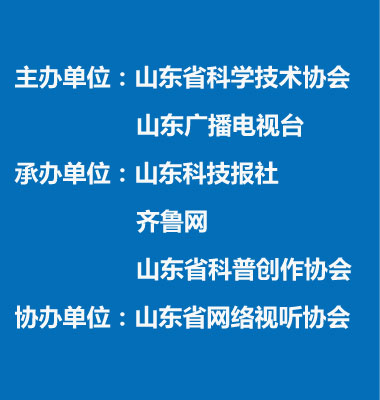 主办单位：山东省科学技术协会
山东广播电视台
承办单位：山东科技报社
齐鲁网
山东省科普创作协会
协办单位：山东省网络视听协会